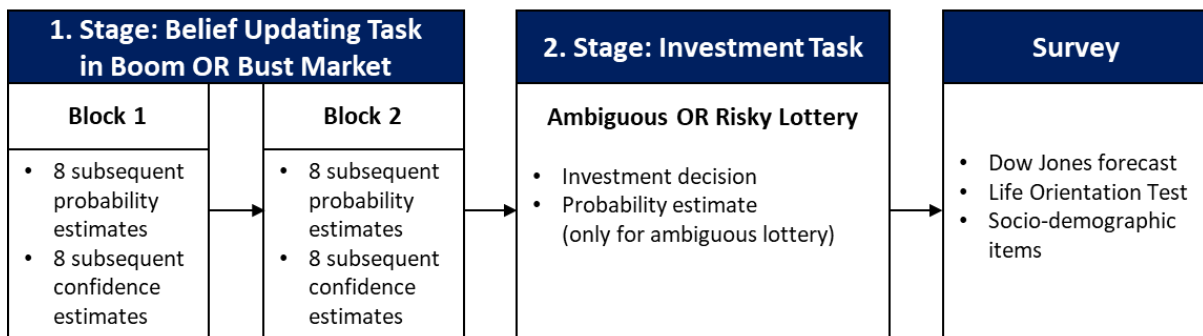 1. Stage: Belief Updating Task
in Boom OR Bust Market
Block 1
• 8 subsequent
probability
estimates
• 8 subsequent
confidence
estimates
Block 2
• 8 subsequent
probability
estimates
• 8 subsequent
confidence
estimates
2. Stage: Investment Task
Ambiguous OR Risky Lottery
• Investment decision
• Probability estimate
(only for ambiguous lottery)
Survey
• Dow Jones forecast
• Life Orientation Test
• Socio-demographic
items